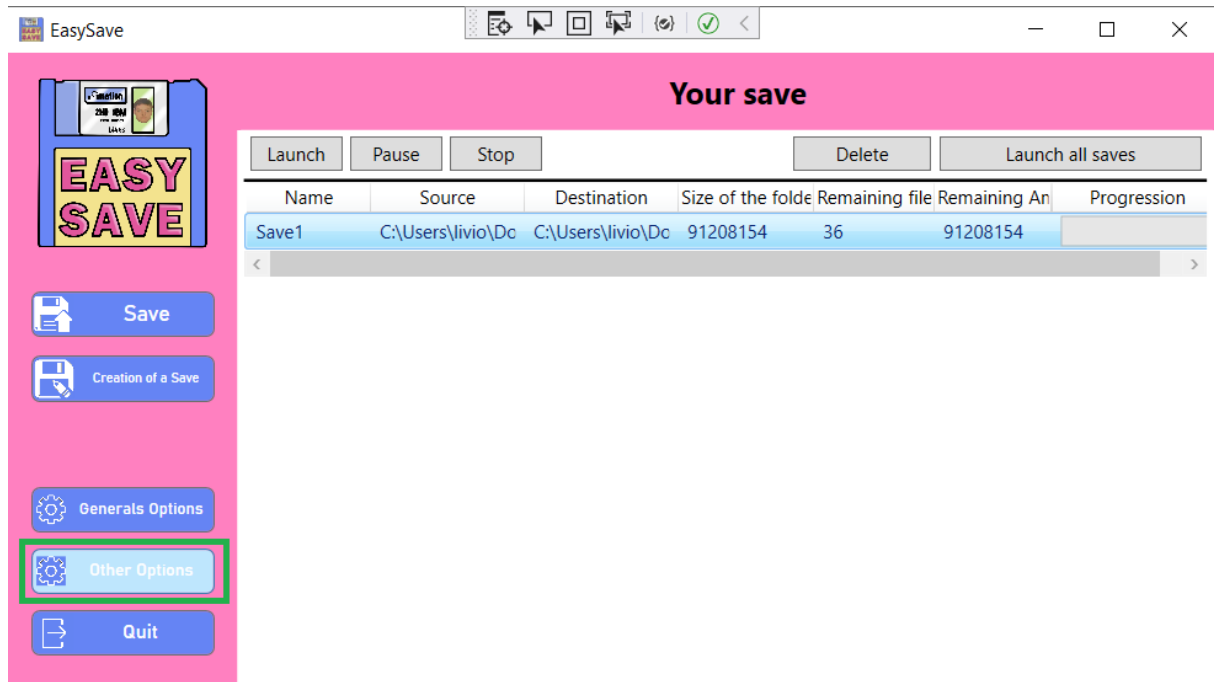 EasySave
Your save
EASY
SAVE
Launch Pause Stop Delete Launch all saves
Name Source Destination Size of the folde Remaining file Remaining An Progression
Save1 C:\Users\livio\Do C:\Users\livio\Do 91208154 36 91208154
Save
Creation of a Save
Generals Options
Other Options
Quit